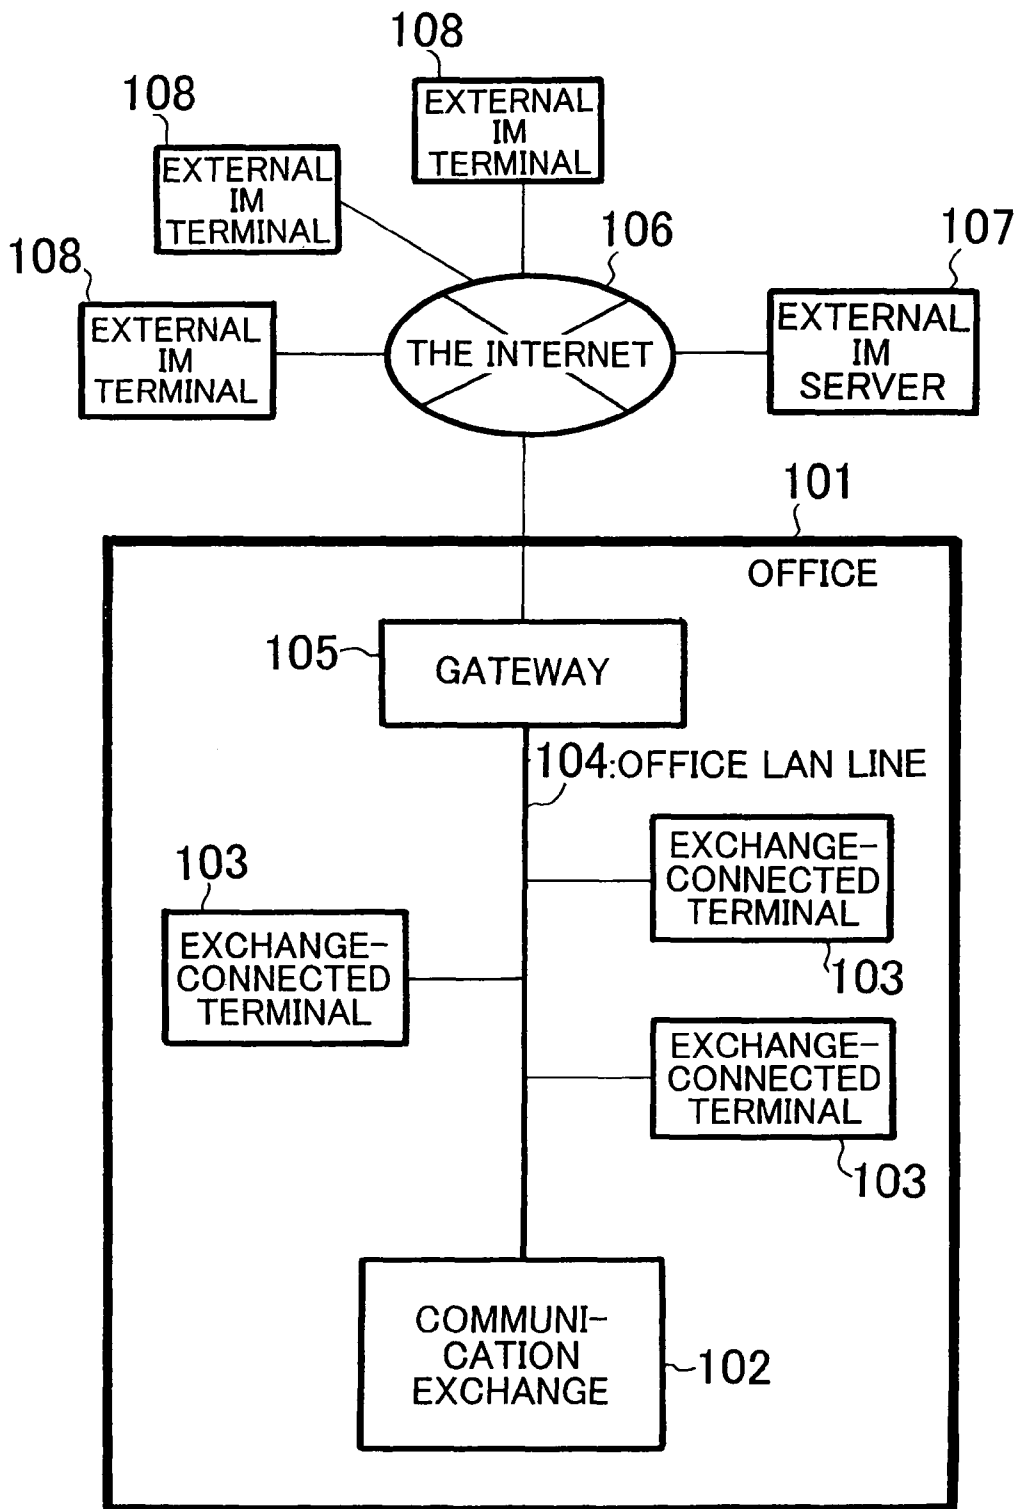 108
EXTERNAL
IM
TERMINAL
108
EXTERNAL
IM
TERMINAL
108
EXTERNAL
IM
TERMINAL
106
THE INTERNET
107
EXTERNAL
IM
SERVER
101
OFFICE
105
GATEWAY
104:OFFICE LAN LINE
EXCHANGE-
CONNECTED
TERMINAL
103
103
EXCHANGE-
CONNECTED
TERMINAL
EXCHANGE-
CONNECTED
TERMINAL
103
COMMUNI-
CATION
EXCHANGE
102